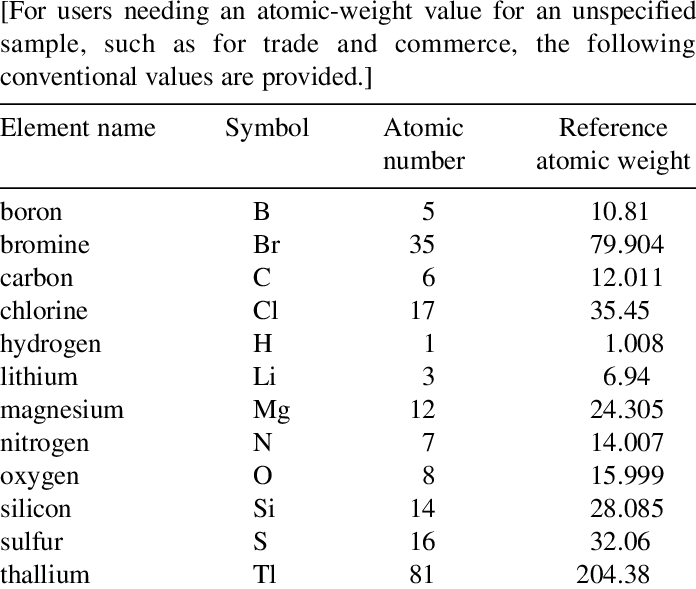 [For users needing an atomic-weight value for an unspecified
sample, such as for trade and commerce, the following
conventional values are provided.]
Element name Symbol Atomic number Reference atomic weight
boron B 5 10.81
bromine Br 35 79.904
carbon C 6 12.011
chlorine Cl 17 35.45
hydrogen H 1 1.008
lithium Li 3 6.94
magnesium Mg 12 24.305
nitrogen N 7 14.007
oxygen O 8 15.999
silicon Si 14 28.085
sulfur S 16 32.06
thallium Tl 81 204.38